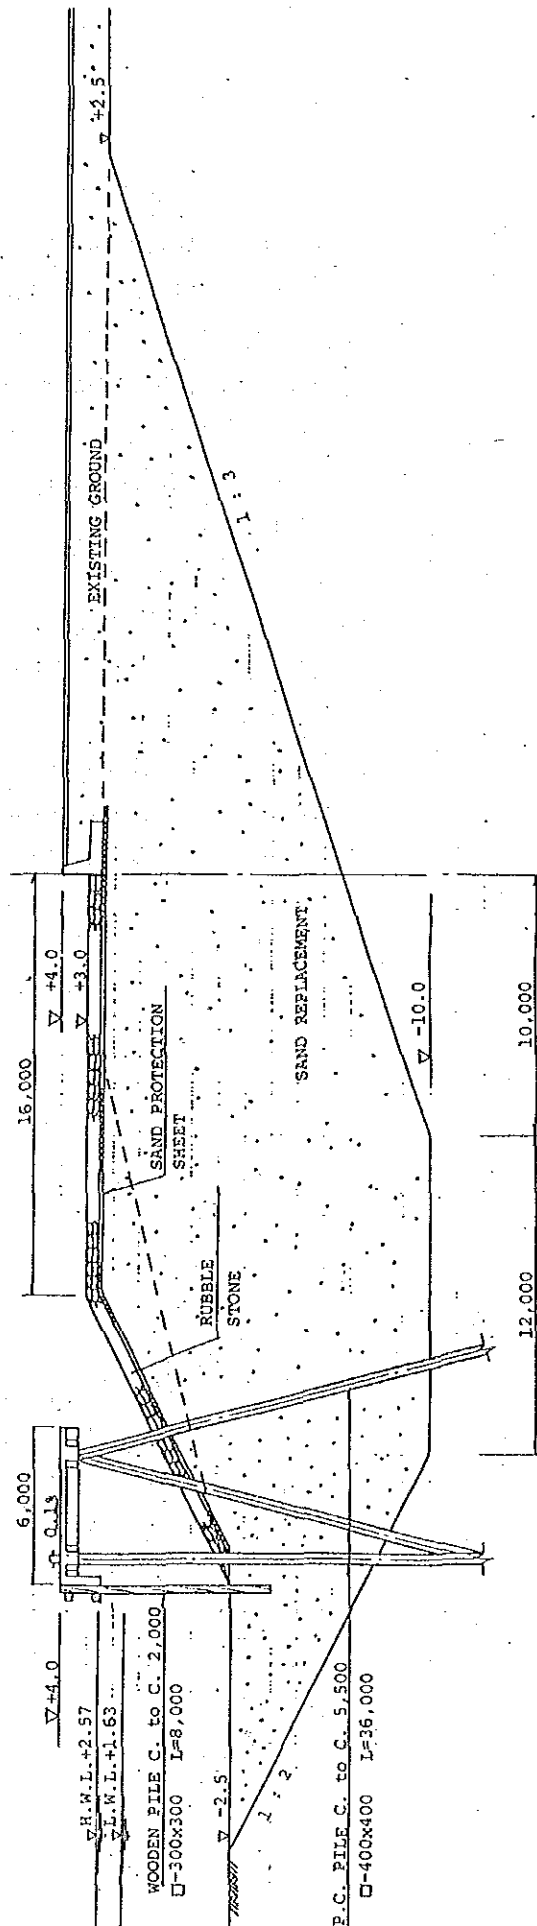 ▽+4.0
▽H.W.L.+2.57
▽L.W.L.+1.63
WOODEN PILE C. to C. 2,000
□-300x300 L=8,000
▽ -2.5
1 : 2
P.C. PILE C. to C. 5,500
□-400x400 L=36,000
6,000
RUBBLE
STONE
16,000
▽ +4.0
▽ +3.0
SAND PROTECTION
SHEET
SAND REPLACEMENT
▽ -10.0
12,000
10,000
EXISTING GROUND
1 : 3
▽ +2.5